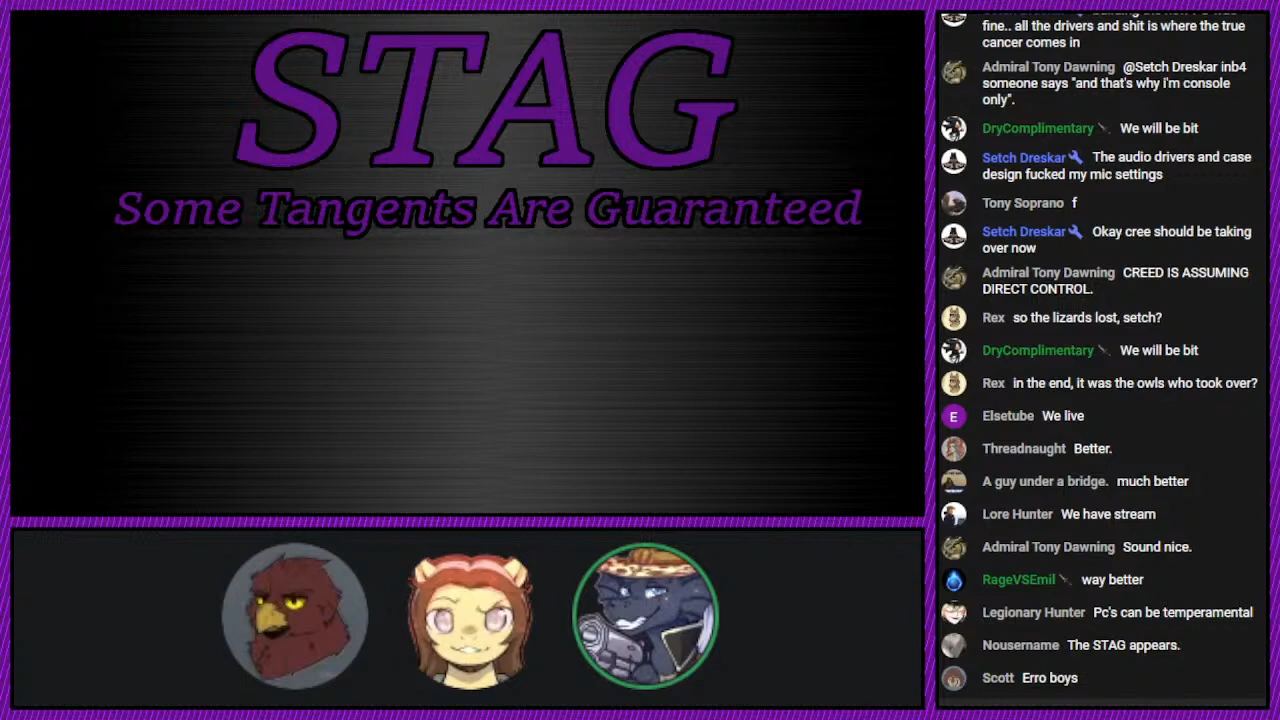 STAG
Some Tangents Are Guaranteed
fine.. all the drivers and shit is where the true
cancer comes in
Admiral Tony Dawning @Setch Dreskar inb4
someone says "and that's why i'm console
only".
DryComplimentary We will be bit
Setch Dreskar The audio drivers and case
design fucked my mic settings
Tony Soprano f
Setch Dreskar Okay cree should be taking
over now
Admiral Tony Dawning CREED IS ASSUMING
DIRECT CONTROL.
Rex so the lizards lost, setch?
DryComplimentary We will be bit
Rex in the end, it was the owls who took over?
E
Elsetube We live
Threadnaught Better.
A guy under a bridge. much better
Lore Hunter We have stream
Admiral Tony Dawning Sound nice.
RageVSEmil way better
Legionary Hunter Pc's can be temperamental
Nousername The STAG appears.
Scott Erro boys